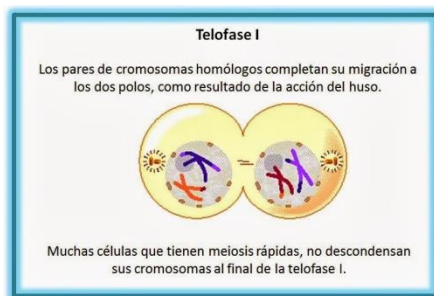 Telofase I
Los pares de cromosomas homólogos completan su migración a
los dos polos, como resultado de la acción del huso.
Muchas células que tienen meiosis rápidas, no descondensan
sus cromosomas al final de la telofase I.